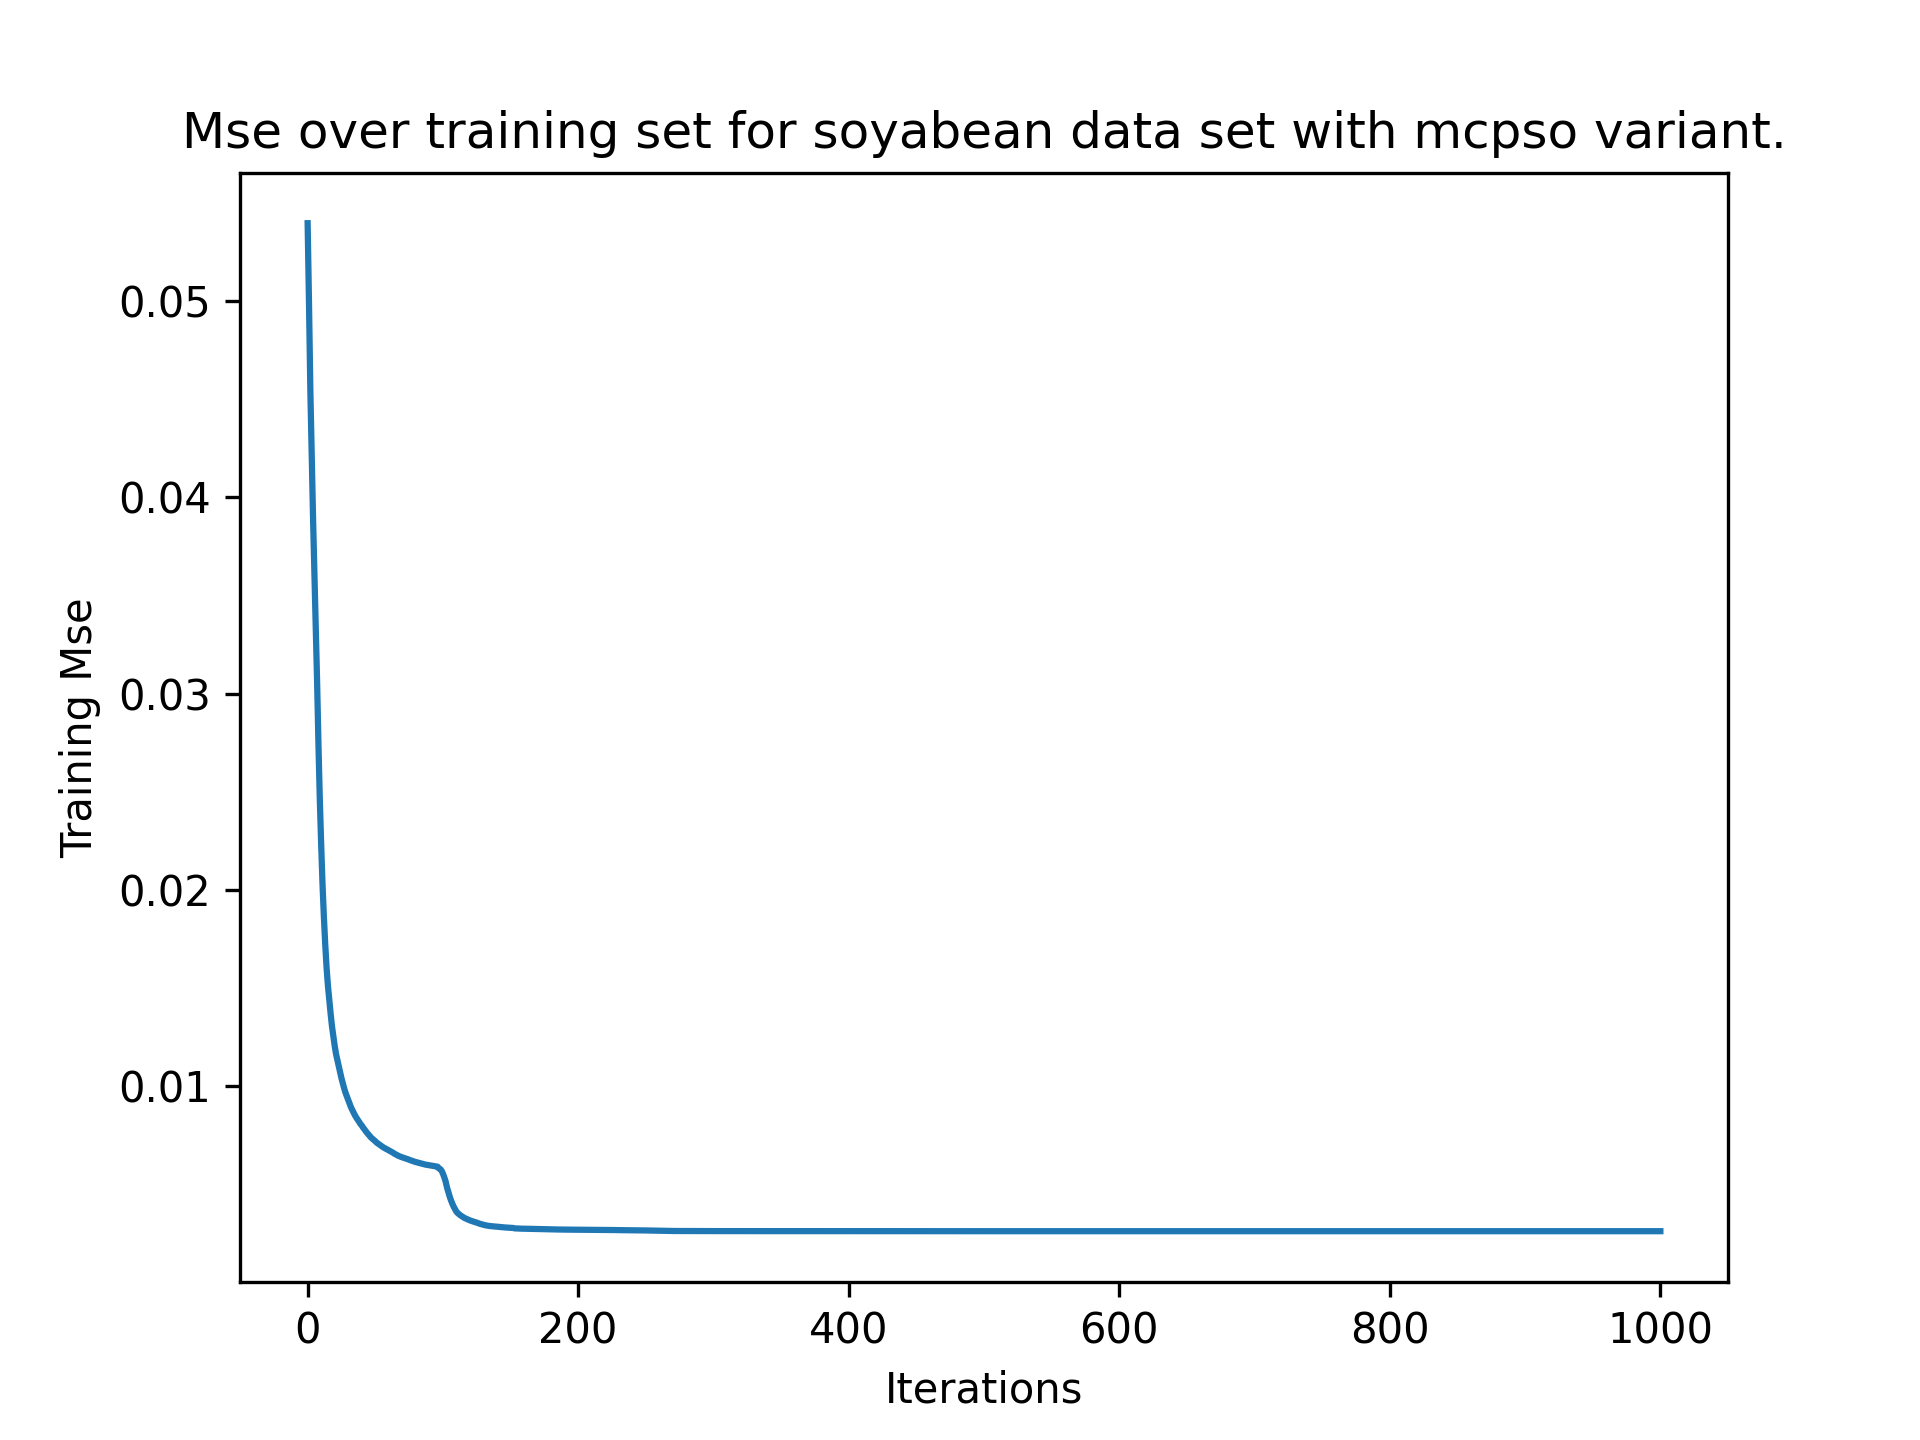 Mse over training set for soyabean data set with mcpso variant.
Training Mse
0.05
0.04
0.03
0.02
0.01
0 200 400 600 800 1000
Iterations